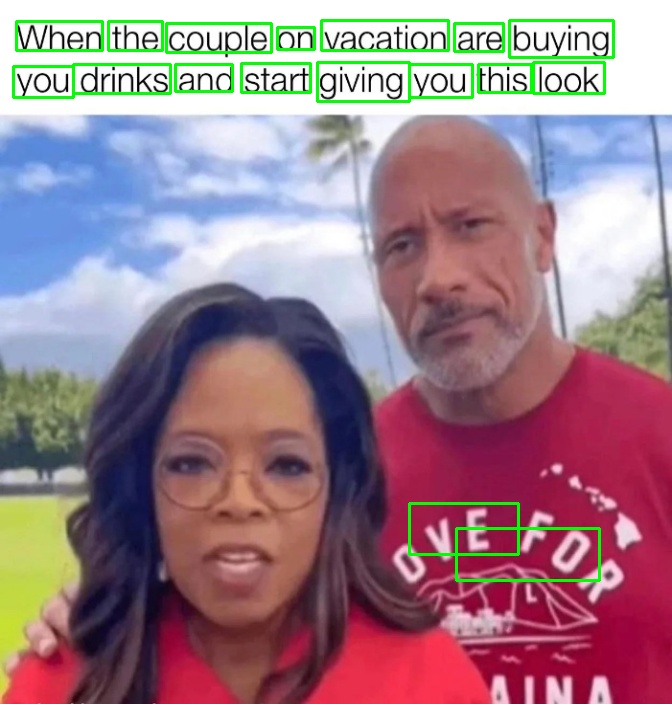 When the couple on vacation are buying
you drinks and start giving you this look
OVE FOR
AINA